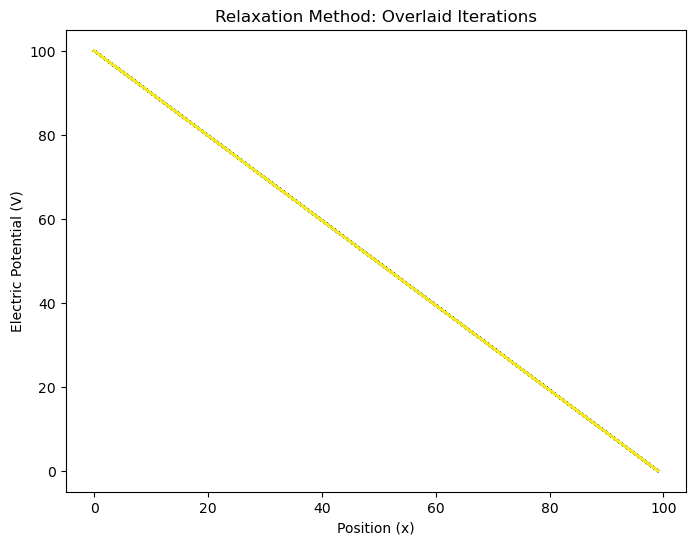 Relaxation Method: Overlaid Iterations
Electric Potential (V)
100
80
60
40
20
0
0 20 40 60 80 100
Position (x)